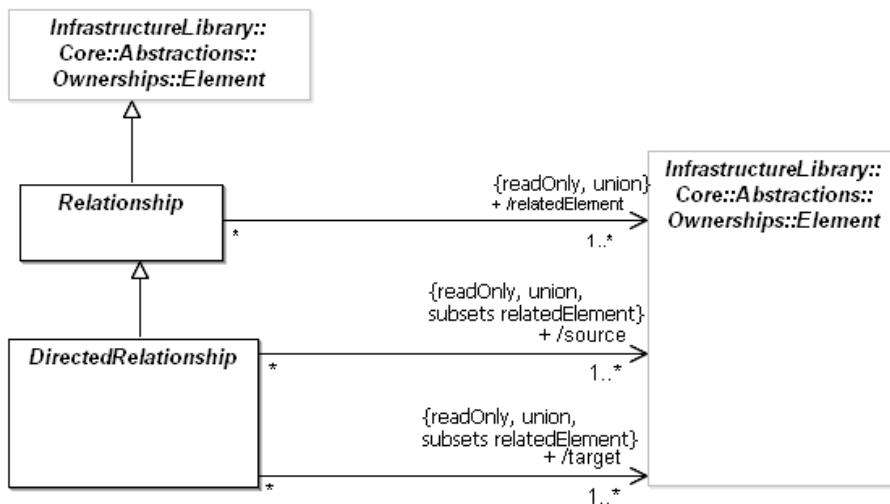 InfrastructureLibrary::
Core::Abstractions::
Ownerships::Element
InfrastructureLibrary::
Core::Abstractions::
Ownerships::Element
Relationship
{readOnly, union}
+ /relatedElement
*
1..*
{readOnly, union,
subsets relatedElement}
+ /source
DirectedRelationship
*
1..*
{readOnly, union,
subsets relatedElement}
+ /target
*
1..*